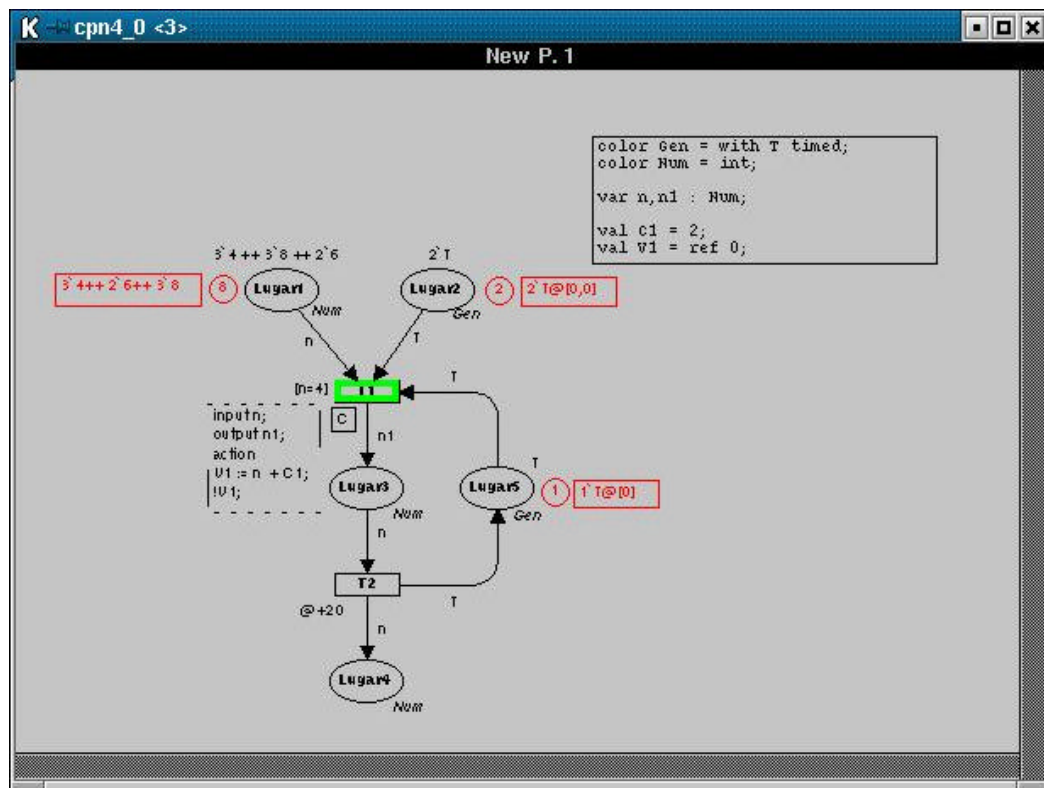 cpn4_0 <3>
New P. 1
color Gen = with T timed;
color Num = int;
var n,n1 : Num;
val C1 = 2;
val V1 = ref 0;
3`4 ++ 3`8 ++ 2`6
2`T
3`4++ 2`6++ 3`8
8
Lugar1
Num
Lugar2
Gen
2
2`T@[0,0]
n
T
T
[n=4]
T1
C
input n;
output n1;
action
V1 := n + C1;
!V1;
n1
Lugar3
Num
T
Lugar5
Gen
1
1`T@[0]
n
T2
@+20
T
n
Lugar4
Num